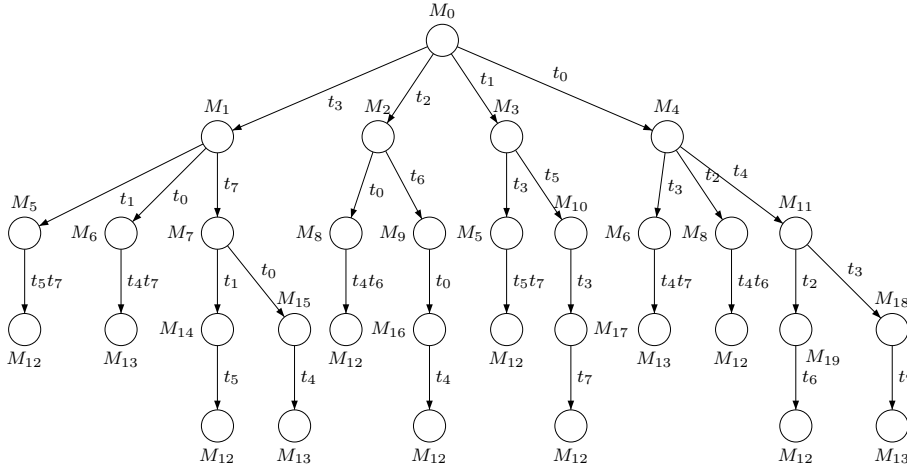 M0
t3 t2 t1 t0
M1 M2 M3 M4
t1 t0 t7 t0 t6 t3 t5 t3 t2 t4
M5 M6 M7 M8 M9 M5 M10 M6 M8 M11
t5t7 t4t7 t1 t0 t4t6 t0 t5t7 t3 t4t7 t4t6 t2 t3
M12 M13 M14 M15 M12 M16 M12 M17 M13 M12 M19 M18
t5 t4 t4 t7 t6
M12 M13 M12 M12 M12 M13